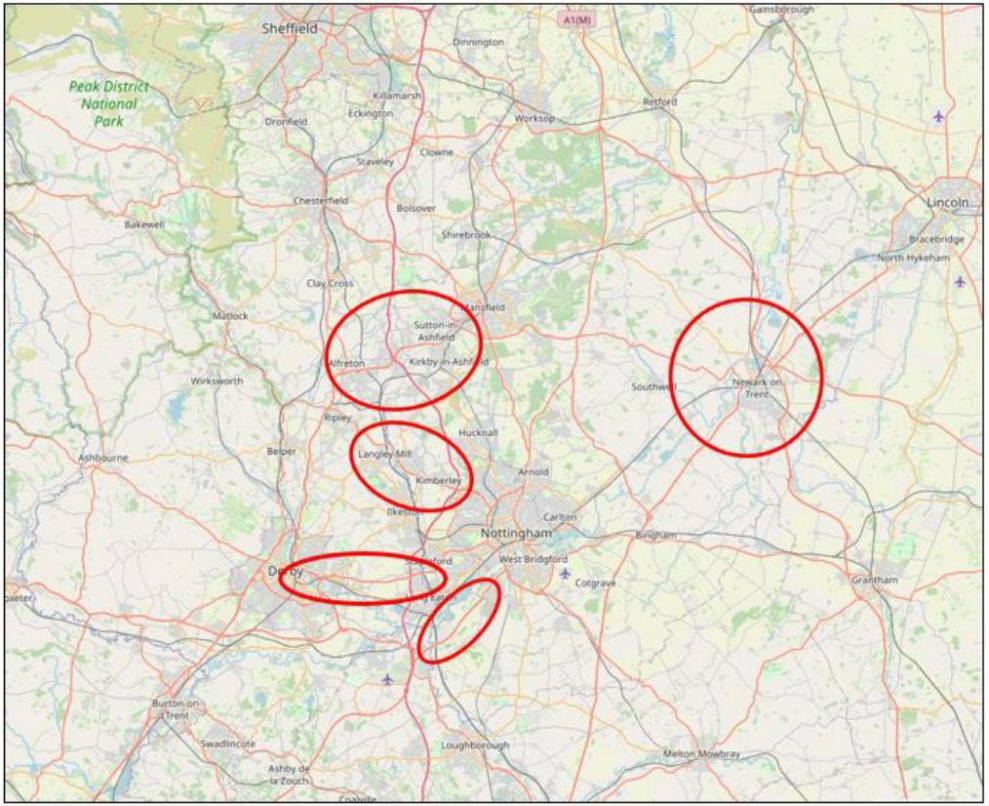 Gainsborough
A1(M)
Sheffield
Dinnington
Peak District
National
Park
Killamarsh
Retford
Eckington
Worksop
Dronfield
Clowne
Staveley
Chesterfield
Bolsover
Lincoln
Bakewell
Shirebrook
Bracebridge
North Hykeham
Clay Cross
Mansfield
Matlock
Sutton-in-
Ashfield
Alfreton
Kirkby-in-Ashfield
Wirksworth
Southwell
Newark on
Trent
Ripley
Hucknall
Belper
Langley Mill
Ashbourne
Arnold
Kimberley
Ilkeston
Carlton
Nottingham
Bingham
West Bridgford
Derby
Cotgrave
Grantham
Long Eaton
Burton-on-
Trent
Swadlincote
Loughborough
Melton Mowbray
Ashby de
la Zouch
Coalville